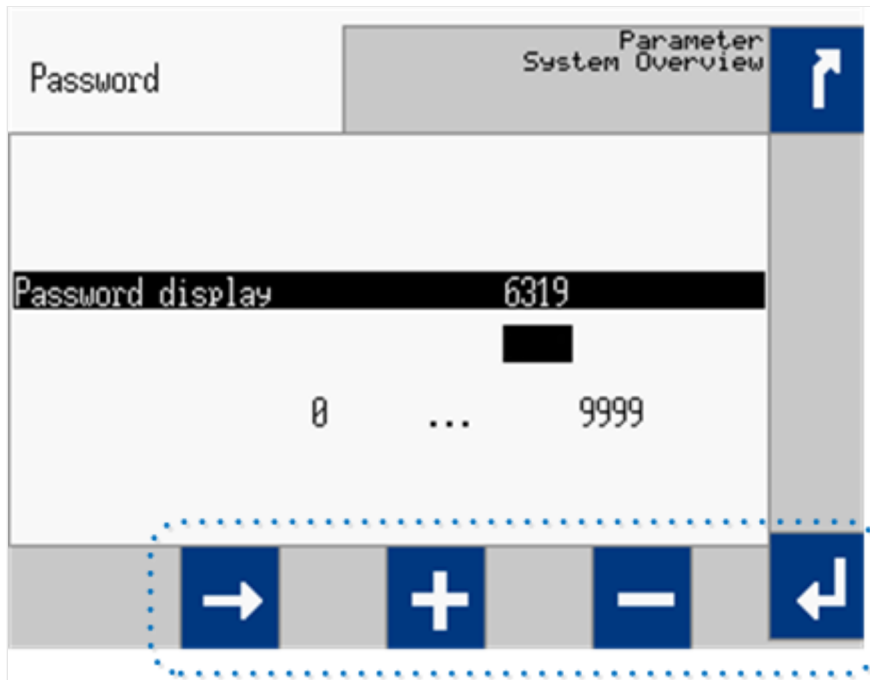 Parameter
System Overview
Password
Password display 6319
0 ... 9999